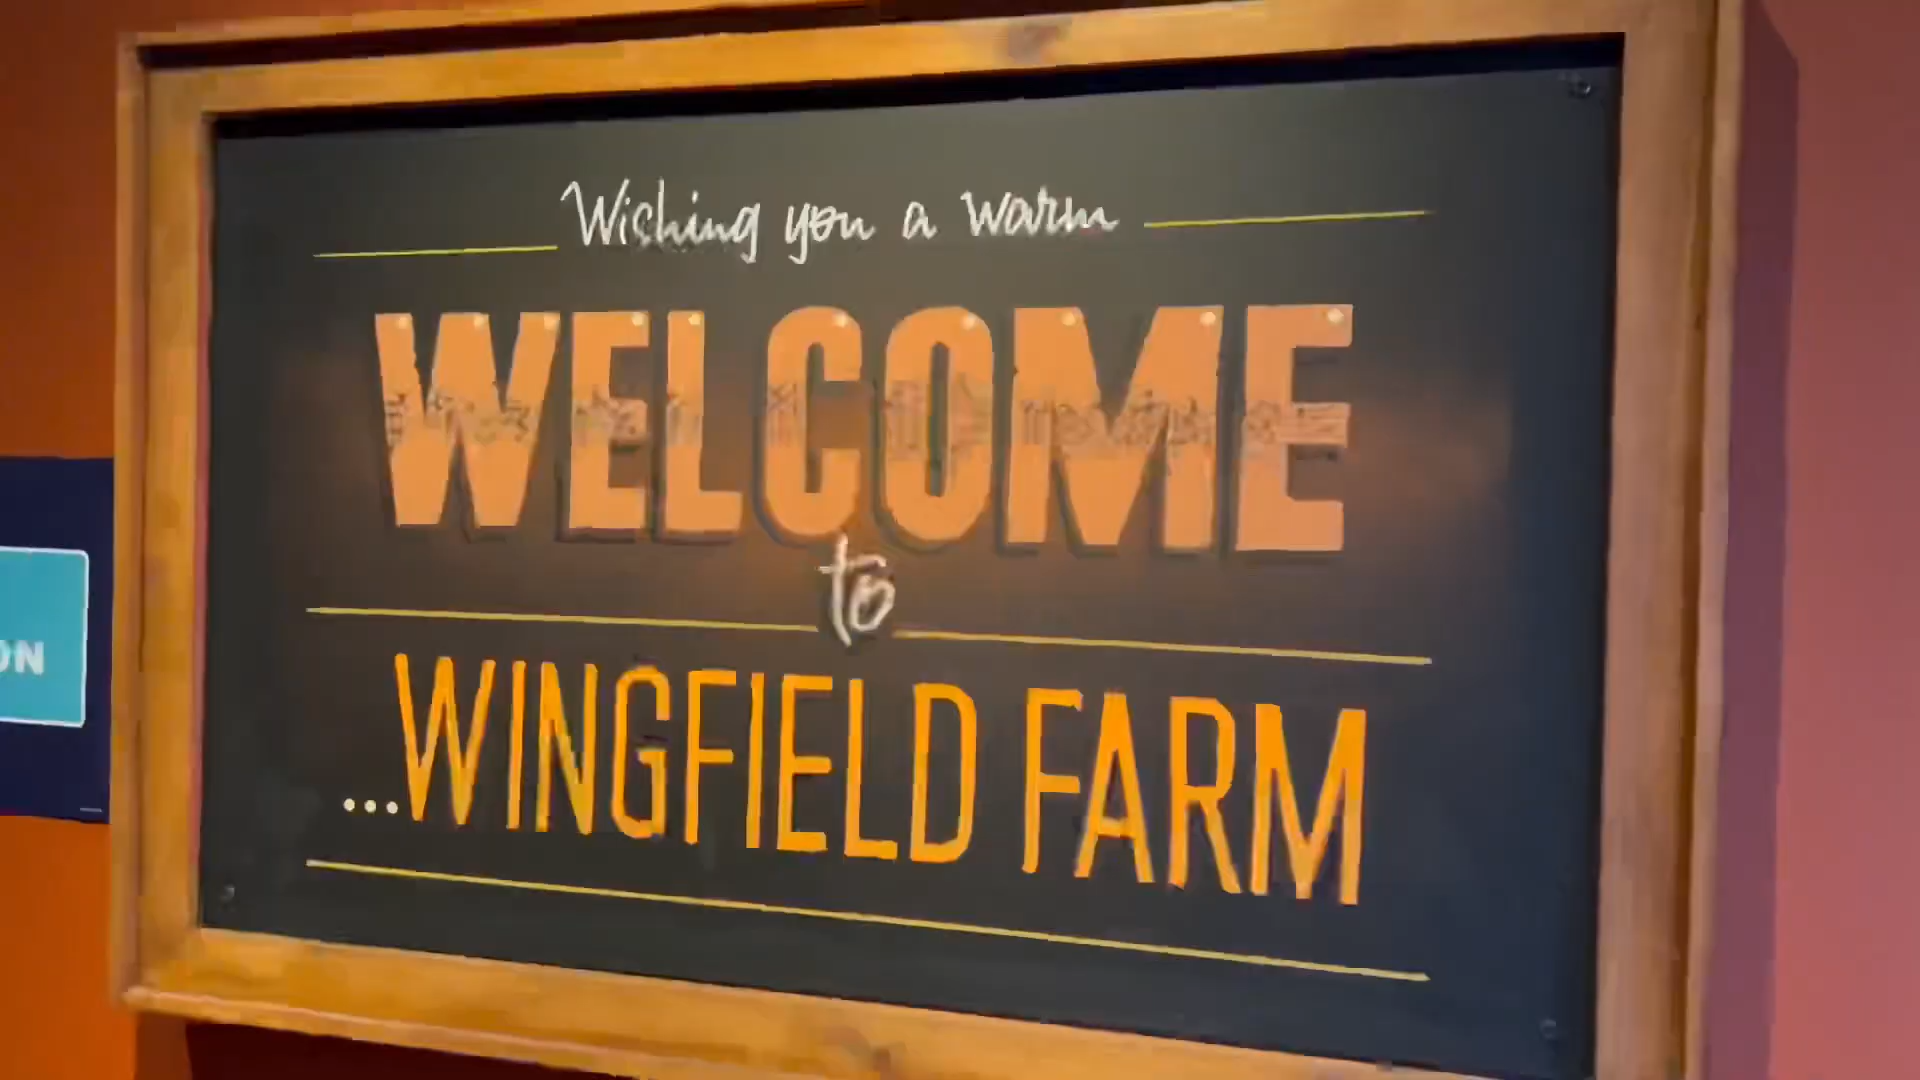 Wishing you a warm
WELCOME
to
...WINGFIELD FARM
ON